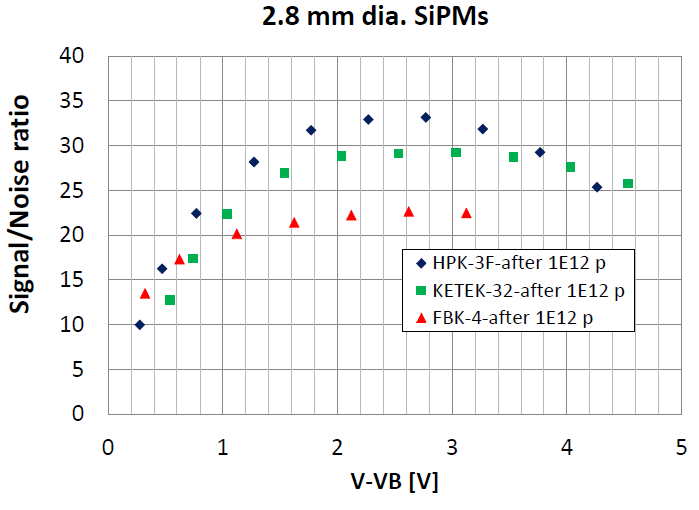 2.8 mm dia. SiPMs
Signal/Noise ratio
40
35
30
25
20
15
10
5
0
HPK-3F-after 1E12 p
KETEK-32-after 1E12 p
FBK-4-after 1E12 p
0 1 2 3 4 5
V-VB [V]